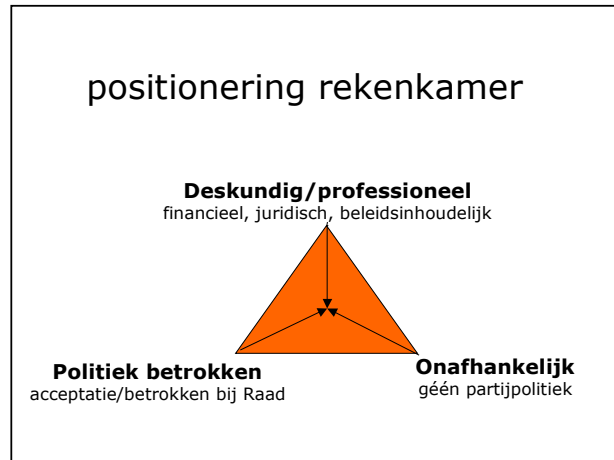 positionering rekenkamer
Deskundig/professioneel
financieel, juridisch, beleidsinhoudelijk
Politiek betrokken
acceptatie/betrokken bij Raad
Onafhankelijk
géén partijpolitiek